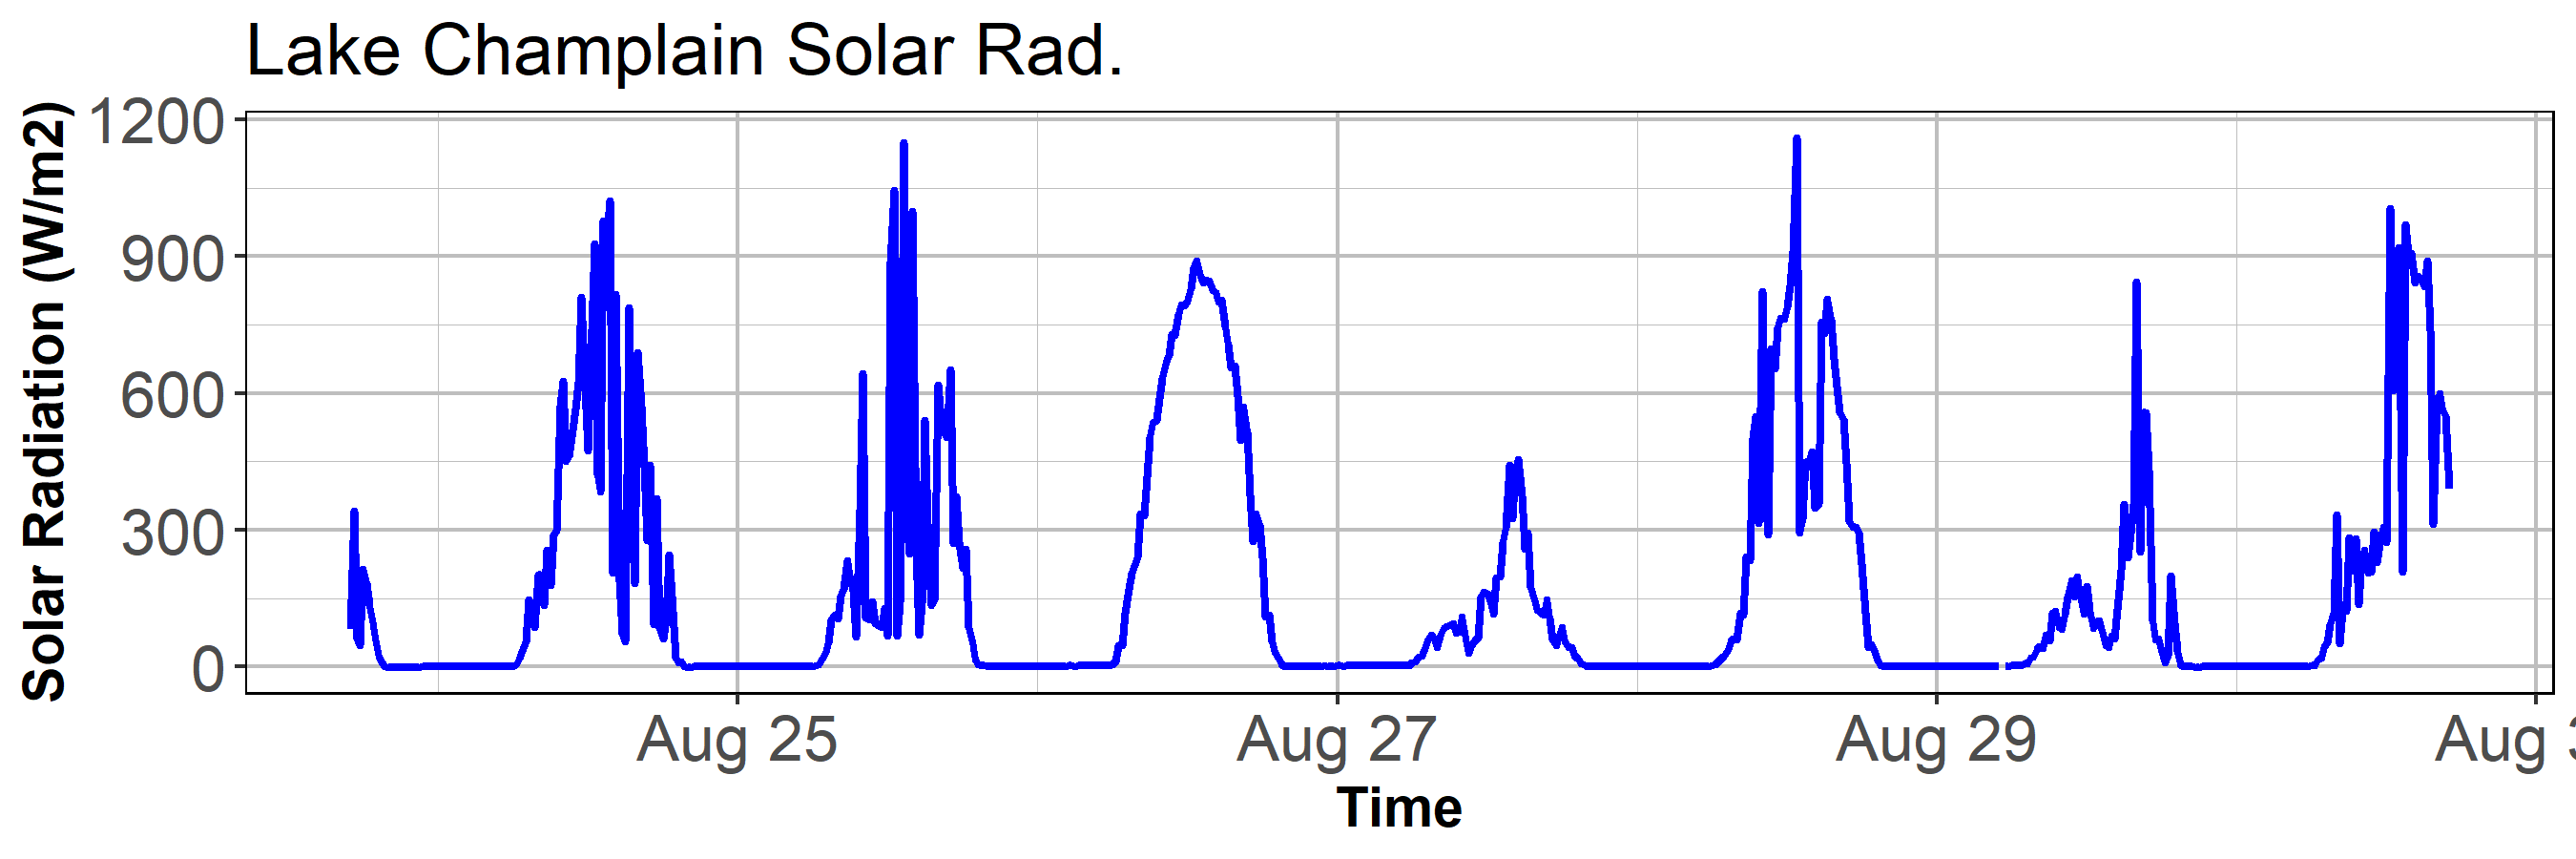 Lake Champlain Solar Rad.
Solar Radiation (W/m2)
1200
900
600
300
0
Aug 25 Aug 27 Aug 29 Aug
Time